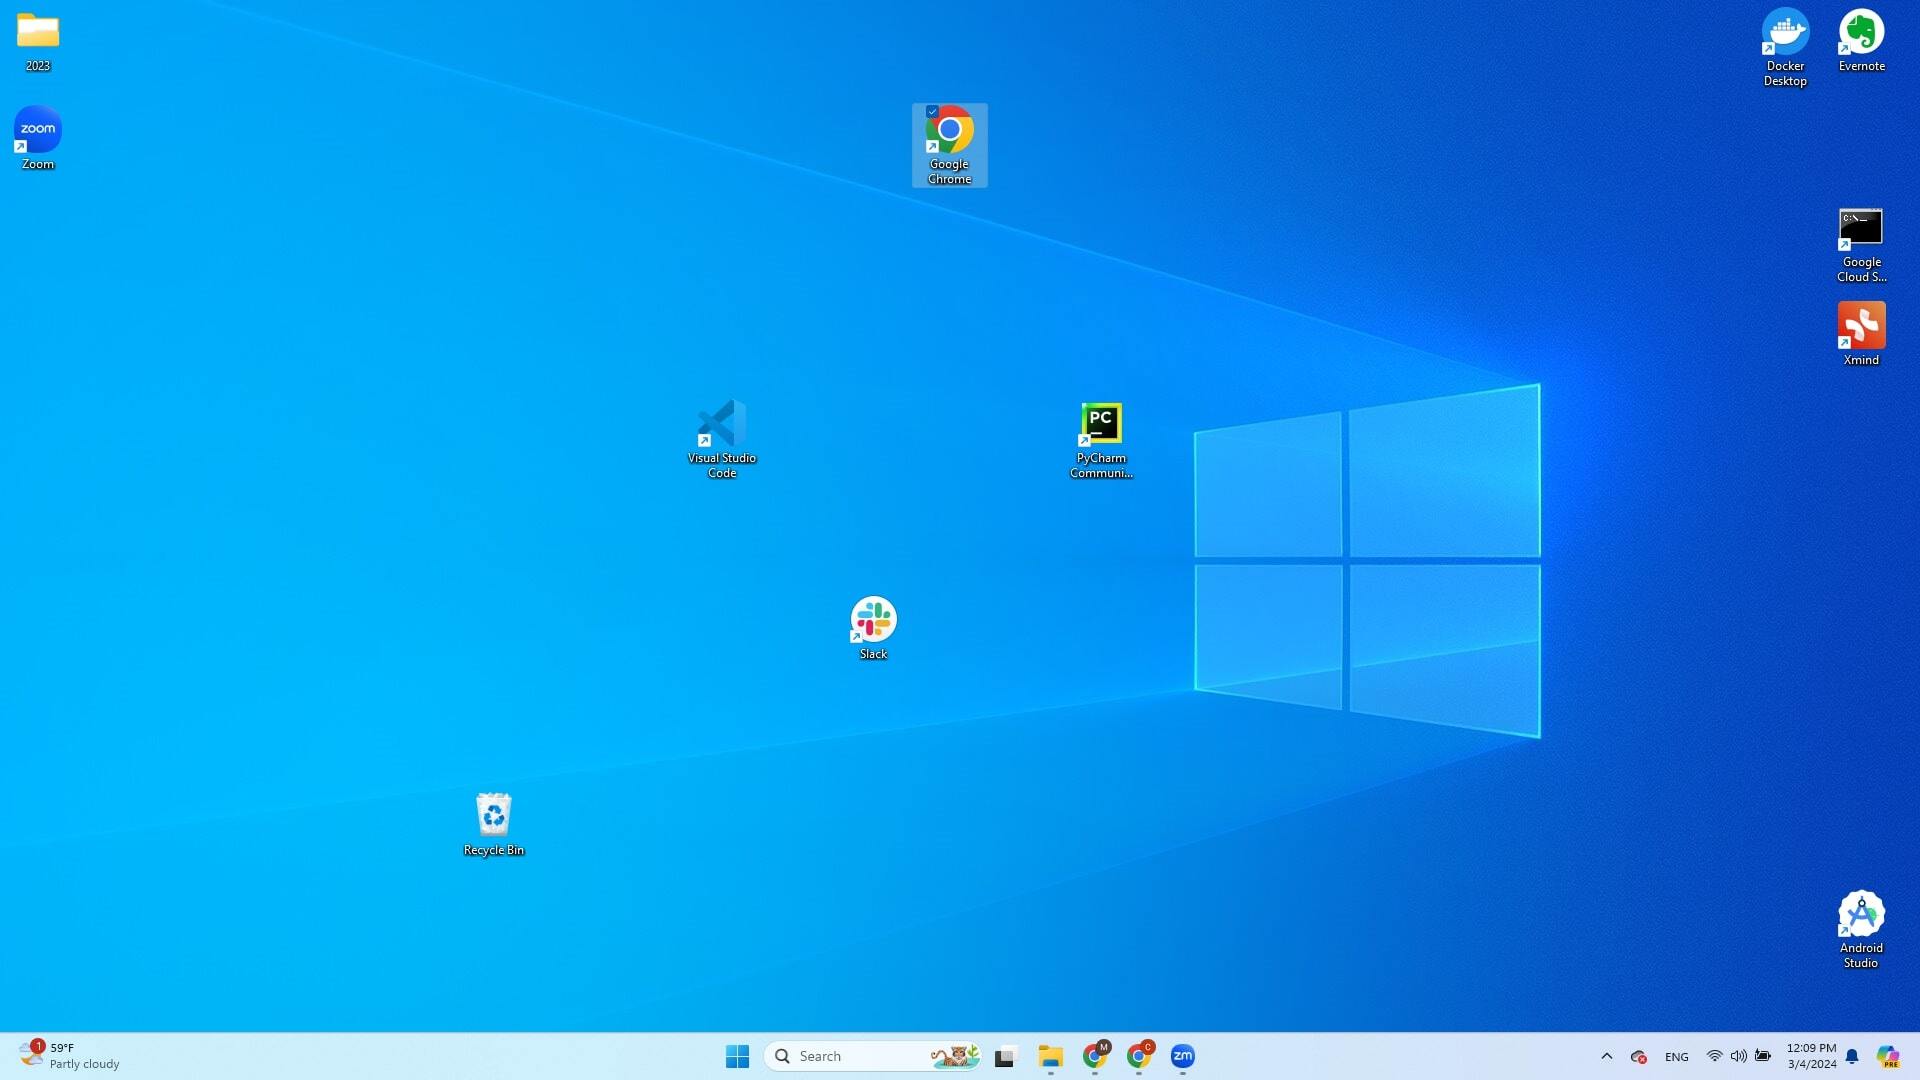 2023
zoom
Zoom
Google
Chrome
Docker
Desktop
Evernote
C:\_
Google
Cloud S...
Xmind
Visual Studio
Code
PC
PyCharm
Communi...
Slack
Recycle Bin
Android
Studio
1
59°F
Partly cloudy
Search
M
C
zm
ENG
12:09 PM
3/4/2024
PRE